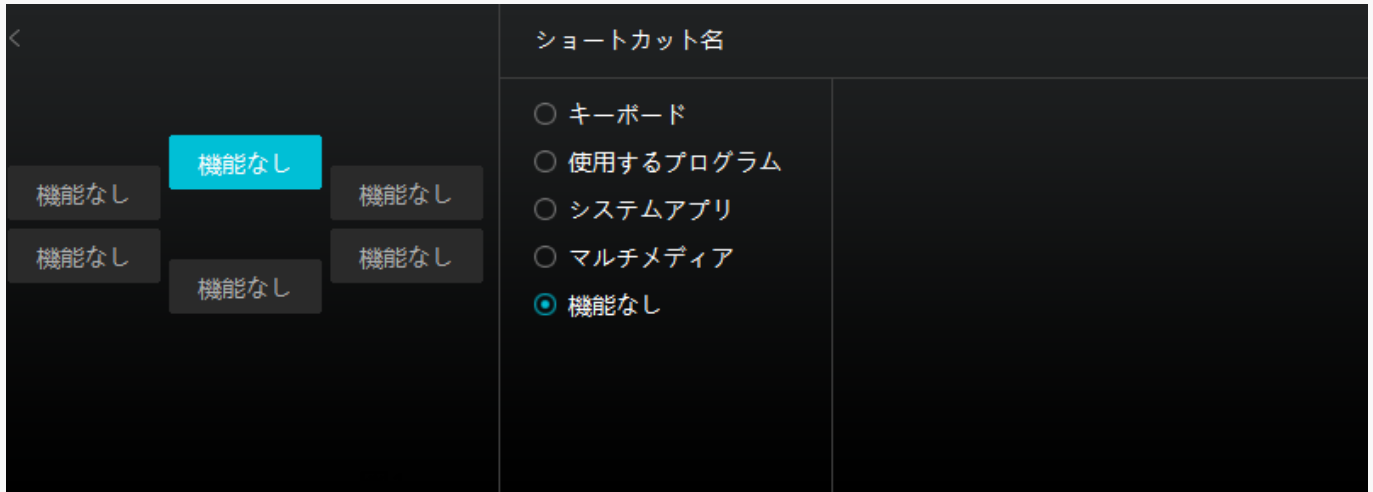 <
ショートカット名
機能なし
機能なし
機能なし
機能なし
機能なし
機能なし
キーボード
使用するプログラム
システムアプリ
マルチメディア
機能なし